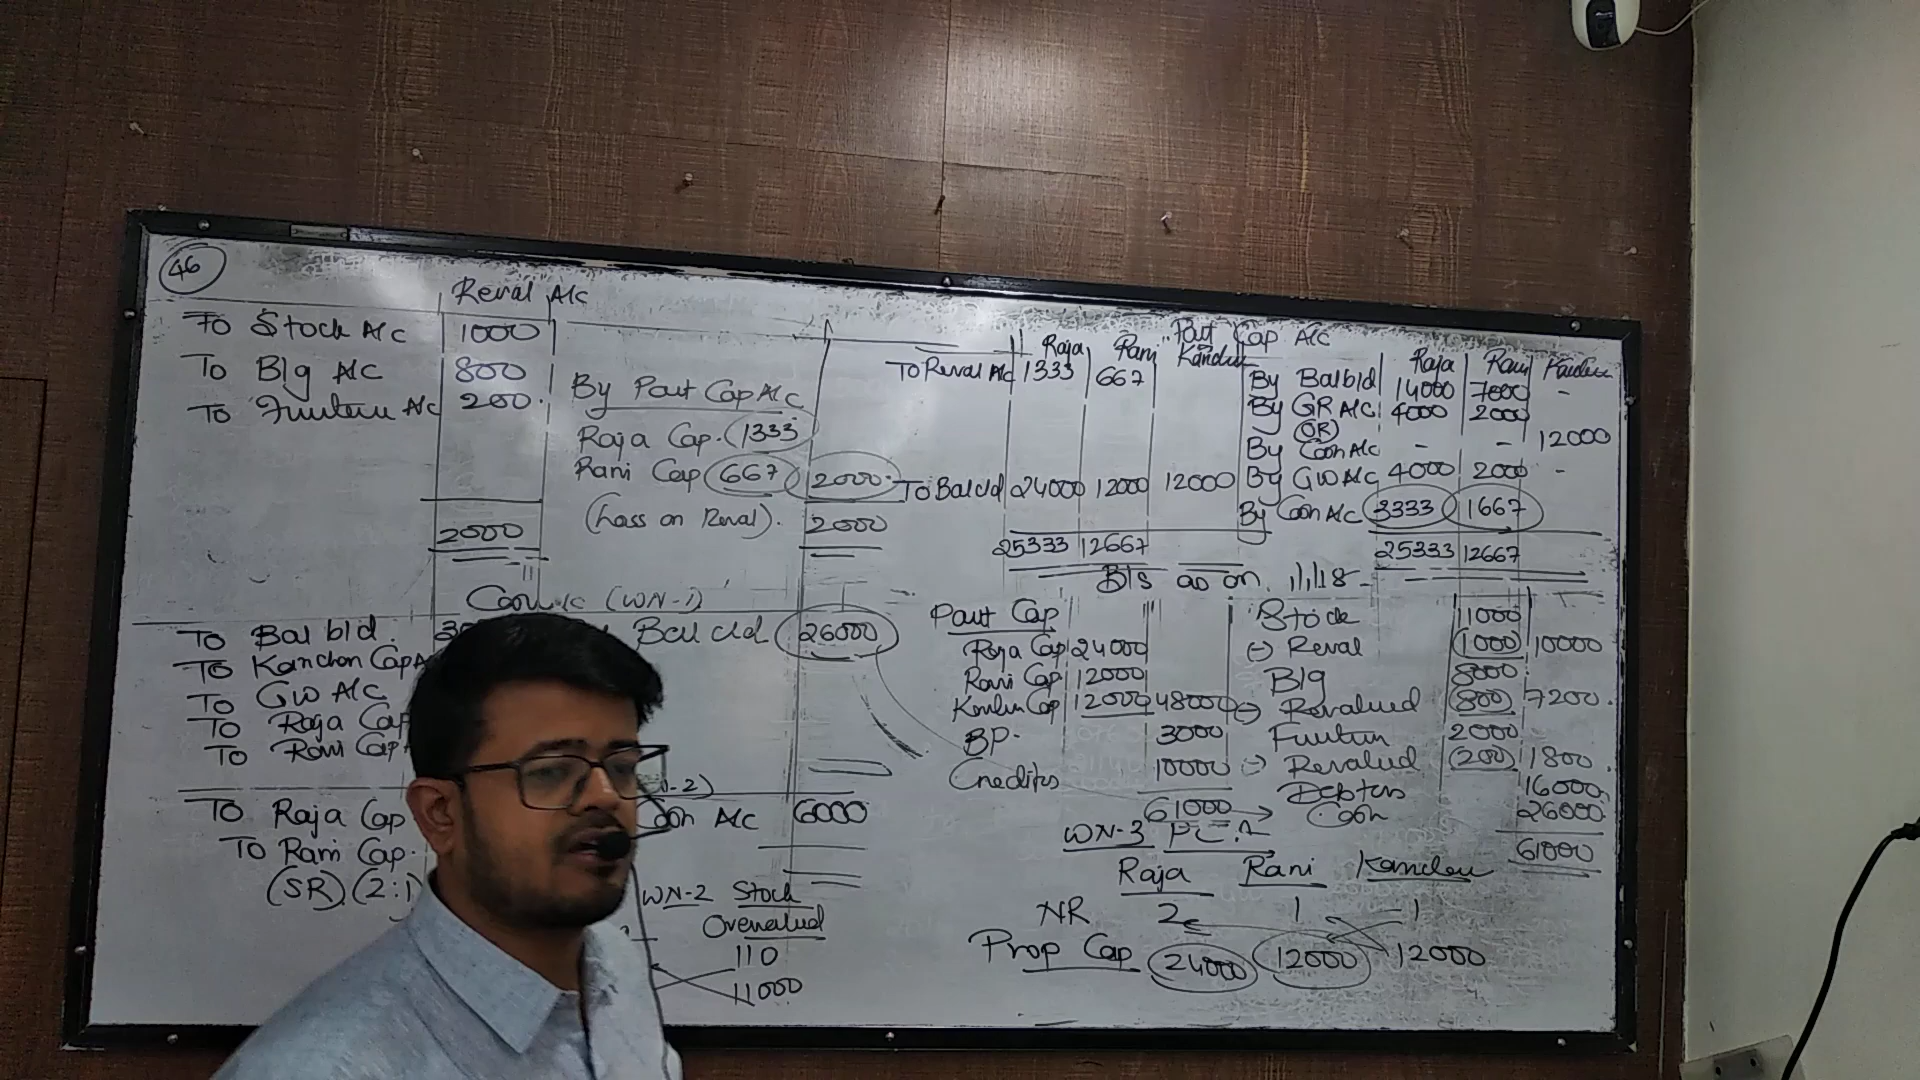 46
Reval A/c
To Stock A/c 1000
To Blg A/c 800
To Furniture A/c 200.
By Part Cap A/c
Raja Cap. 1333
Rani Cap 667 2000.
(Loss on Reval).
2000 2000
Part Cap A/c
Raja Rani Raja Rani
To Reval A/c 1333 667
To Bal c/d 24000 12000 12000
25333 12667
By Bal b/d 14000 7000 -
By GR A/c 4000 2000
(OR)
By Cash A/c - - 12000
By GW A/c 4000 2000 -
By Cash A/c 3333 1667
25333 12667
(WN-1)
To Bal b/d. Bal c/d 26000
To Kanchan Cap A
To GW A/c
To Raja Cap
To Rani Cap
To Raja Cap A/c 6000
To Rani Cap.
(SR) (2:1)
WN-2 Stock
Overvalued
110
11000
B/s as on 1/1/18
Part Cap
Raja Cap 24000
Rani Cap 12000
Cap 12000 48000
BP. 3000
10000
61000
Stock 11000
(-) Reval (1000) 10000
Blg 8000
(-) Revalued (800) 7200.
2000
(-) Revalued (200) 1800.
Debtors 16000
Cash 26000
61000
WN-3 PC?
Raja Rani
NR 2 1 1
Prop Cap 24000 12000 12000